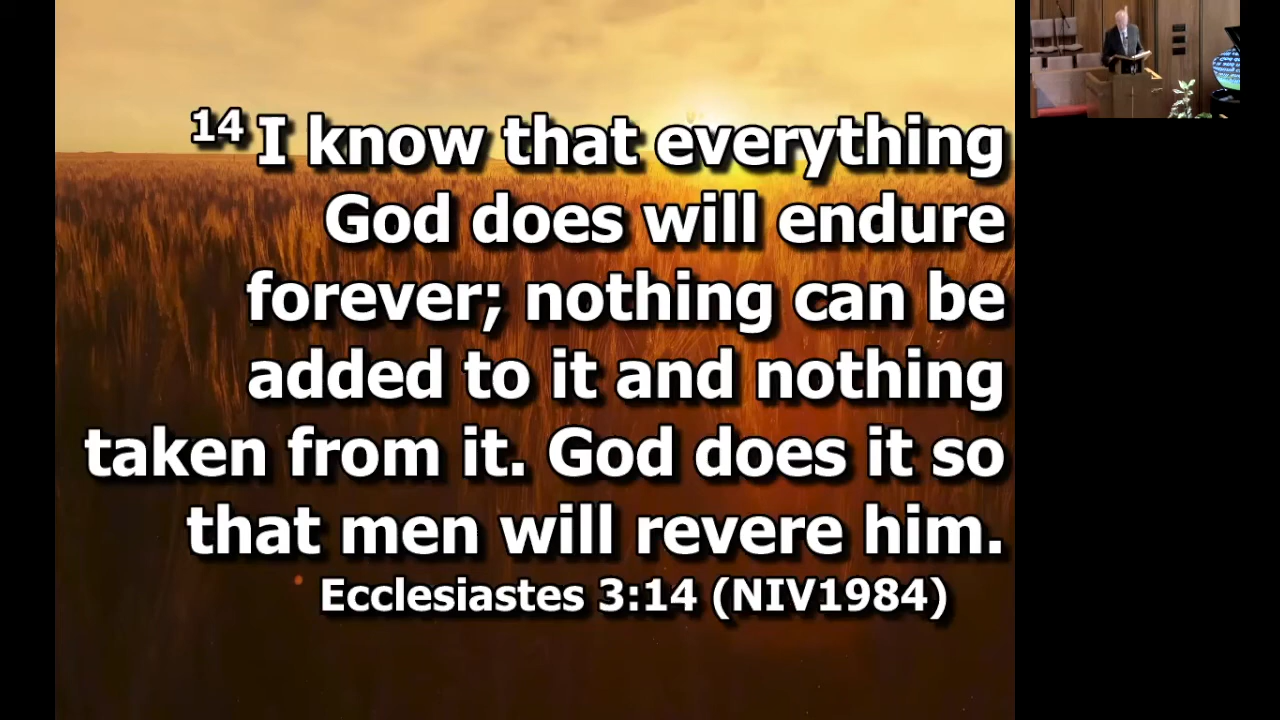 14 I know that everything
God does will endure
forever; nothing can be
added to it and nothing
taken from it. God does it so
that men will revere him.
Ecclesiastes 3:14 (NIV1984)